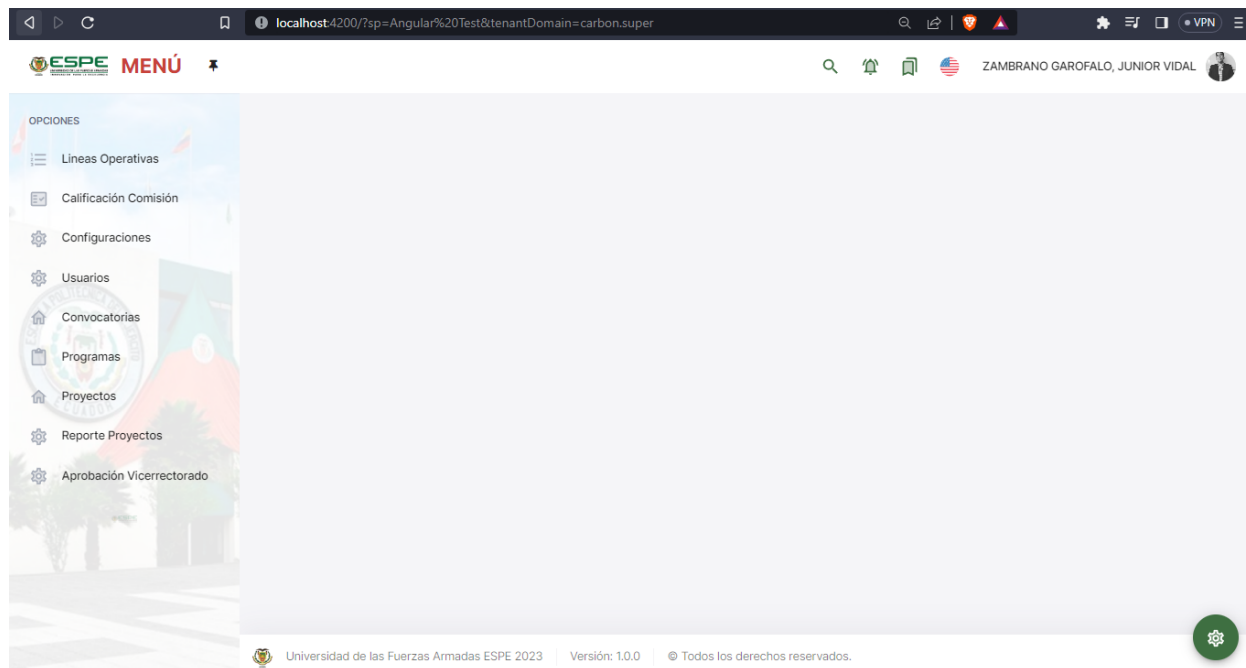 localhost:4200/?sp=Angular%20Test&tenantDomain=carbon.super
VPN
ESPE MENÚ
ZAMBRANO GAROFALO, JUNIOR VIDAL
OPCIONES
Lineas Operativas
Calificación Comisión
Configuraciones
Usuarios
Convocatorias
Programas
Proyectos
Reporte Proyectos
Aprobación Vicerrectorado
Universidad de las Fuerzas Armadas ESPE 2023
Versión: 1.0.0
© Todos los derechos reservados.